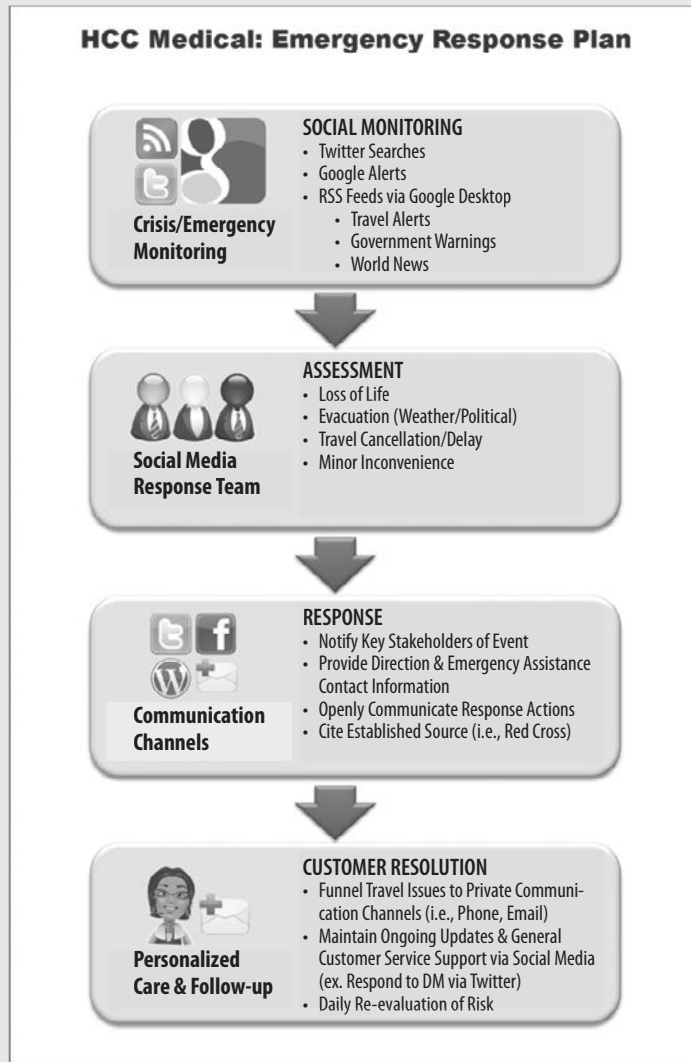 HCC Medical: Emergency Response Plan
Crisis/Emergency
Monitoring
SOCIAL MONITORING
• Twitter Searches
• Google Alerts
• RSS Feeds via Google Desktop
• Travel Alerts
• Government Warnings
• World News
Social Media
Response Team
ASSESSMENT
• Loss of Life
• Evacuation (Weather/Political)
• Travel Cancellation/Delay
• Minor Inconvenience
Communication
Channels
RESPONSE
• Notify Key Stakeholders of Event
• Provide Direction & Emergency Assistance
Contact Information
• Openly Communicate Response Actions
• Cite Established Source (i.e., Red Cross)
Personalized
Care & Follow-up
CUSTOMER RESOLUTION
• Funnel Travel Issues to Private Communi-
cation Channels (i.e., Phone, Email)
• Maintain Ongoing Updates & General
Customer Service Support via Social Media
(ex. Respond to DM via Twitter)
• Daily Re-evaluation of Risk